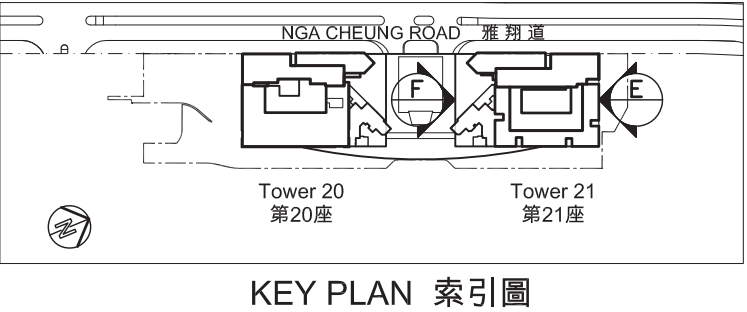 NGA CHEUNG ROAD 雅翔道
F
E
Tower 20
第20座
Tower 21
第21座
N
KEY PLAN 索引圖